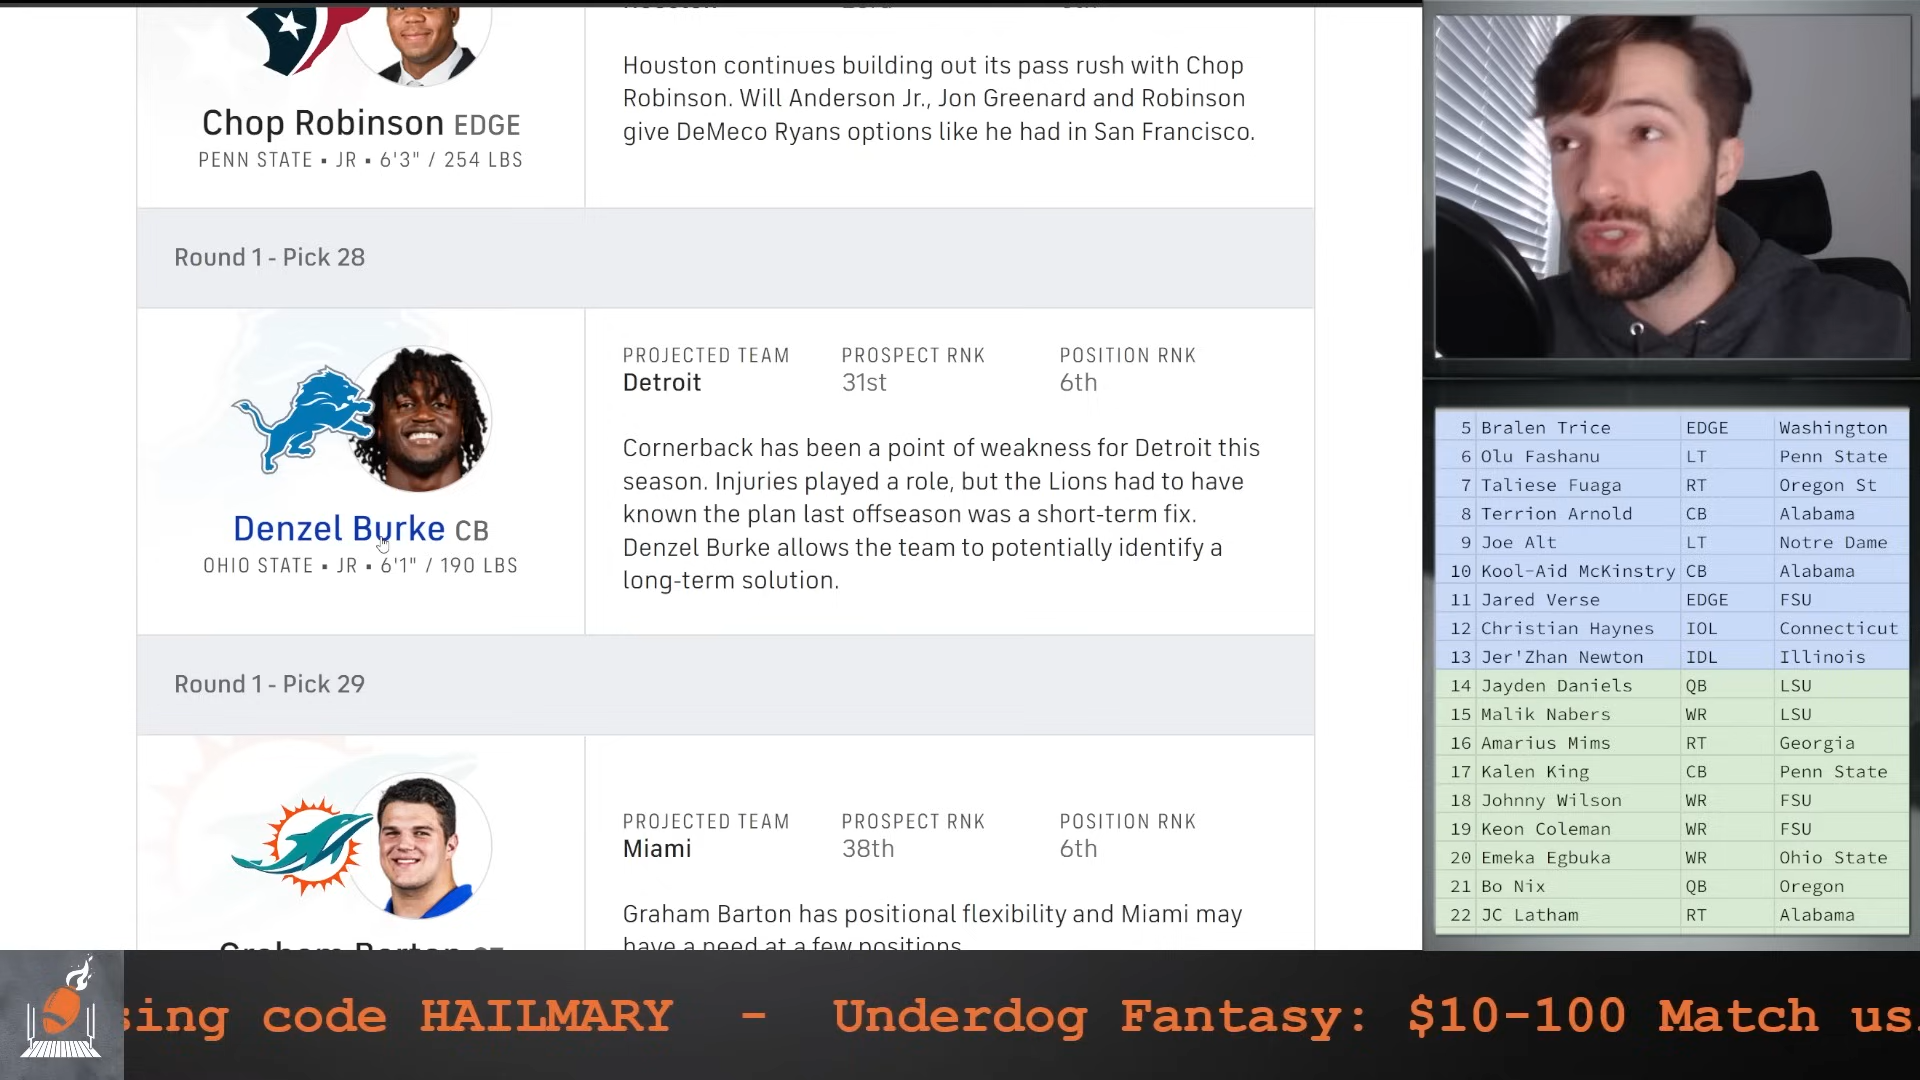 Chop Robinson EDGE
PENN STATE • JR • 6'3" / 254 LBS
Houston continues building out its pass rush with Chop
Robinson. Will Anderson Jr., Jon Greenard and Robinson
give DeMeco Ryans options like he had in San Francisco.
Round 1 - Pick 28
Denzel Burke CB
OHIO STATE • JR • 6'1" / 190 LBS
PROJECTED TEAM PROSPECT RNK POSITION RNK
Detroit 31st 6th
Cornerback has been a point of weakness for Detroit this
season. Injuries played a role, but the Lions had to have
known the plan last offseason was a short-term fix.
Denzel Burke allows the team to potentially identify a
long-term solution.
Round 1 - Pick 29
PROJECTED TEAM PROSPECT RNK POSITION RNK
Miami 38th 6th
Graham Barton has positional flexibility and Miami may
have a need at a few positions.
Graham Barton
5 Bralen Trice EDGE Washington
6 Olu Fashanu LT Penn State
7 Taliese Fuaga RT Oregon St
8 Terrion Arnold CB Alabama
9 Joe Alt LT Notre Dame
10 Kool-Aid McKinstry CB Alabama
11 Jared Verse EDGE FSU
12 Christian Haynes IOL Connecticut
13 Jer'Zhan Newton IDL Illinois
14 Jayden Daniels QB LSU
15 Malik Nabers WR LSU
16 Amarius Mims RT Georgia
17 Kalen King CB Penn State
18 Johnny Wilson WR FSU
19 Keon Coleman WR FSU
20 Emeka Egbuka WR Ohio State
21 Bo Nix QB Oregon
22 JC Latham RT Alabama
sing code HAILMARY - Underdog Fantasy: $10-100 Match us